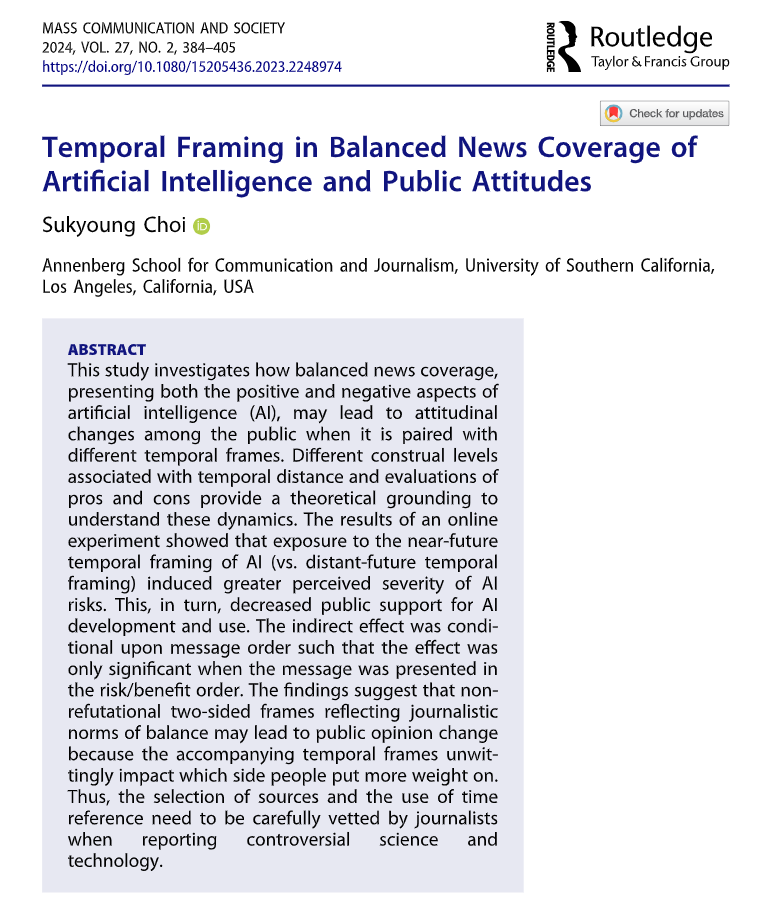 MASS COMMUNICATION AND SOCIETY
2024, VOL. 27, NO. 2, 384–405
https://doi.org/10.1080/15205436.2023.2248974
ROUTLEDGE
Routledge
Taylor & Francis Group
Check for updates
Temporal Framing in Balanced News Coverage of
Artificial Intelligence and Public Attitudes
Sukyoung Choi iD
Annenberg School for Communication and Journalism, University of Southern California,
Los Angeles, California, USA
ABSTRACT
This study investigates how balanced news coverage,
presenting both the positive and negative aspects of
artificial intelligence (AI), may lead to attitudinal
changes among the public when it is paired with
different temporal frames. Different construal levels
associated with temporal distance and evaluations of
pros and cons provide a theoretical grounding to
understand these dynamics. The results of an online
experiment showed that exposure to the near-future
temporal framing of AI (vs. distant-future temporal
framing) induced greater perceived severity of AI
risks. This, in turn, decreased public support for AI
development and use. The indirect effect was condi-
tional upon message order such that the effect was
only significant when the message was presented in
the risk/benefit order. The findings suggest that non-
refutational two-sided frames reflecting journalistic
norms of balance may lead to public opinion change
because the accompanying temporal frames unwit-
tingly impact which side people put more weight on.
Thus, the selection of sources and the use of time
reference need to be carefully vetted by journalists
when reporting controversial science and
technology.